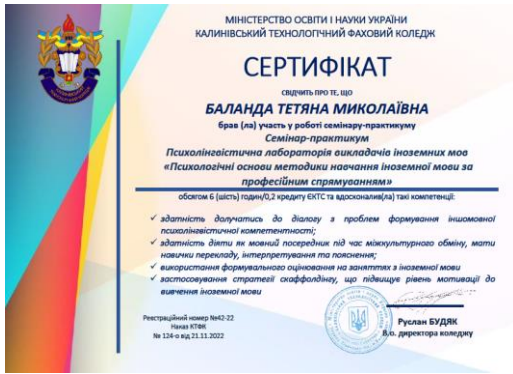 МІНІСТЕРСТВО ОСВІТИ І НАУКИ УКРАЇНИ
КАЛИНІВСЬКИЙ ТЕХНОЛОГІЧНИЙ ФАХОВИЙ КОЛЕДЖ
СЕРТИФІКАТ
СВІДЧИТЬ ПРО ТЕ, ЩО
БАЛАНДА ТЕТЯНА МИКОЛАЇВНА
брав (ла) участь у роботі семінару-практикуму
Семінар-практикум
Психолінгвістична лабораторія викладачів іноземних мов
«Психологічні основи методики навчання іноземної мови за
професійним спрямуванням»
обсягом 6 (шість) годин/0,2 кредиту ЄКТС та вдосконалив(ла) такі компетенції:
✓ здатність долучатись до діалогу з проблем формування іншомовної
психолінгвістичної компетентності;
✓ здатність діяти як мовний посередник під час міжкультурного обміну, мати
навички перекладу, інтерпретування та пояснення;
✓ використання формувального оцінювання на заняттях з іноземної мови
✓ застосовування стратегії скаффолдінгу, що підвищує рівень мотивації до
вивчення іноземної мови
Реєстраційний номер №42-22
Наказ КТФК
№ 124-о від 21.11.2022
Руслан БУДЯК
В.о. директора коледжу